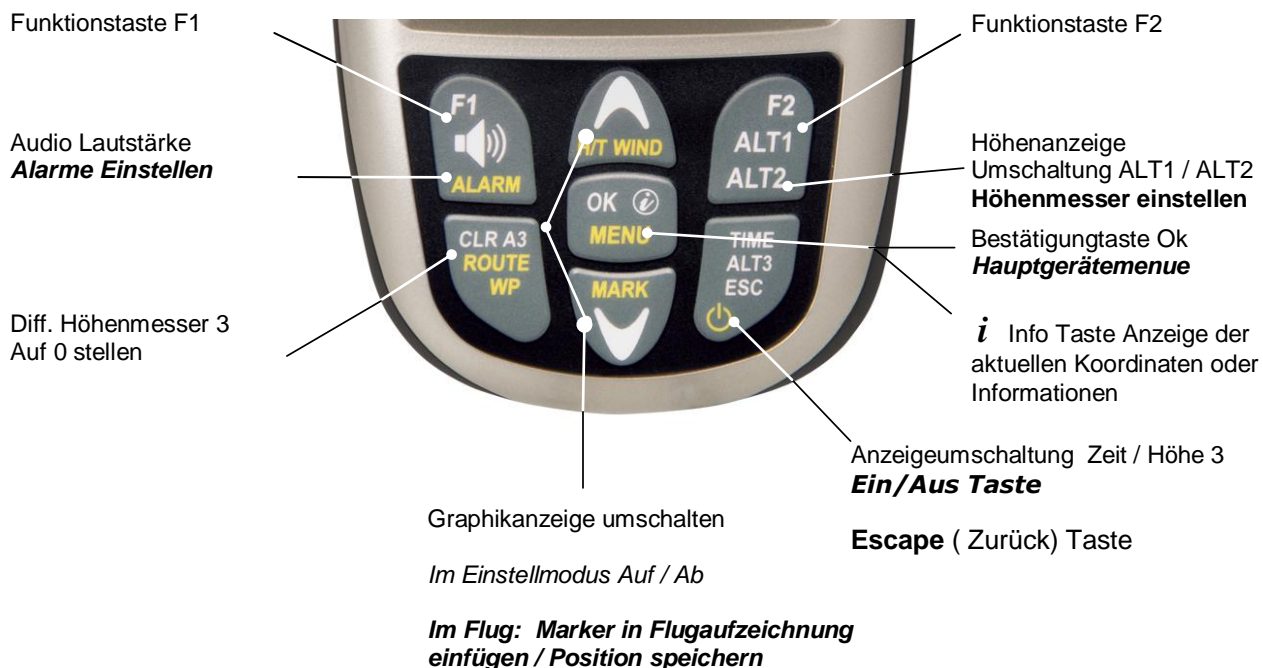 Funktionstaste F1
Funktionstaste F2
Audio Lautstärke
Alarme Einstellen
Höhenanzeige
Umschaltung ALT1 / ALT2
Höhenmesser einstellen
Bestätigungtaste Ok
Hauptgerätemenue
Diff. Höhenmesser 3
Auf 0 stellen
i Info Taste Anzeige der
aktuellen Koordinaten oder
Informationen
Anzeigeumschaltung Zeit / Höhe 3
Ein/Aus Taste
Escape ( Zurück) Taste
Graphikanzeige umschalten
Im Einstellmodus Auf / Ab
Im Flug: Marker in Flugaufzeichnung
einfügen / Position speichern
F1
ALARM
H/T WIND
F2
ALT1
ALT2
OK i
MENU
CLR A3
ROUTE
WP
MARK
TIME
ALT3
ESC